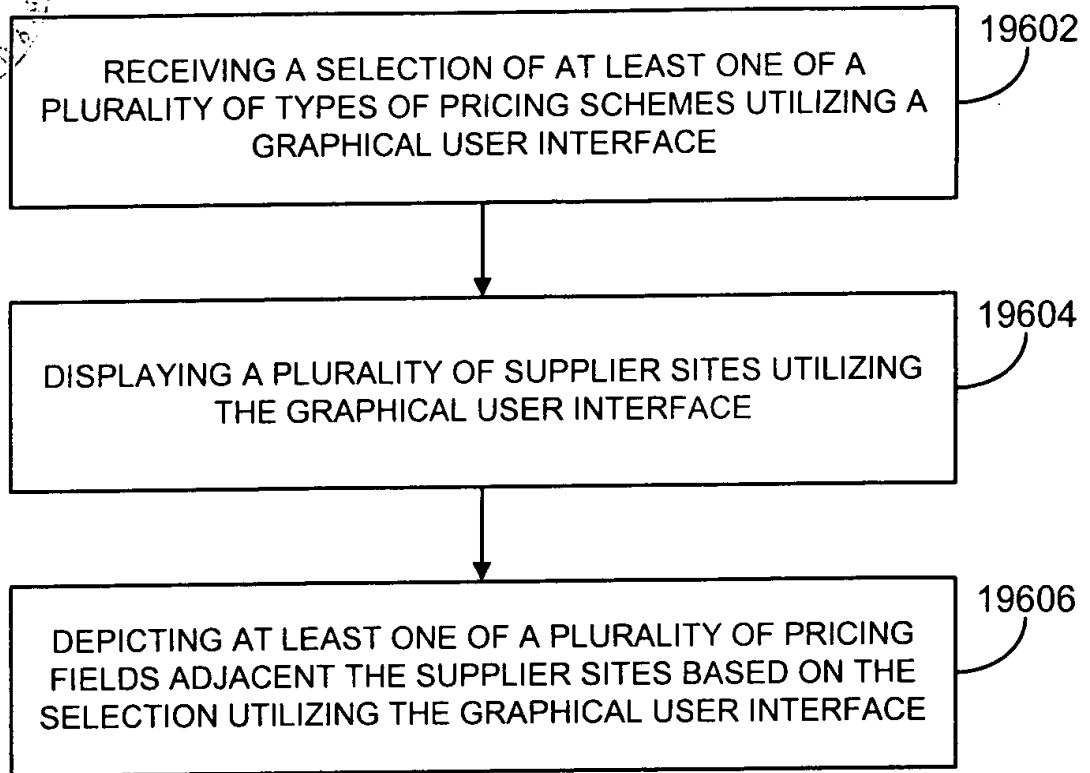 19602
RECEIVING A SELECTION OF AT LEAST ONE OF A
PLURALITY OF TYPES OF PRICING SCHEMES UTILIZING A
GRAPHICAL USER INTERFACE
19604
DISPLAYING A PLURALITY OF SUPPLIER SITES UTILIZING
THE GRAPHICAL USER INTERFACE
19606
DEPICTING AT LEAST ONE OF A PLURALITY OF PRICING
FIELDS ADJACENT THE SUPPLIER SITES BASED ON THE
SELECTION UTILIZING THE GRAPHICAL USER INTERFACE